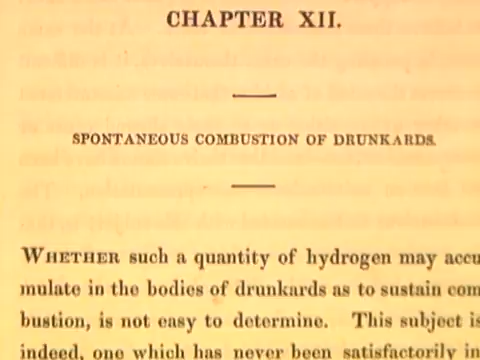 CHAPTER XII.
SPONTANEOUS COMBUSTION OF DRUNKARDS.
WHETHER such a quantity of hydrogen may accu
mulate in the bodies of drunkards as to sustain com
bustion, is not easy to determine. This subject is
indeed, one which has never been satisfactorily in